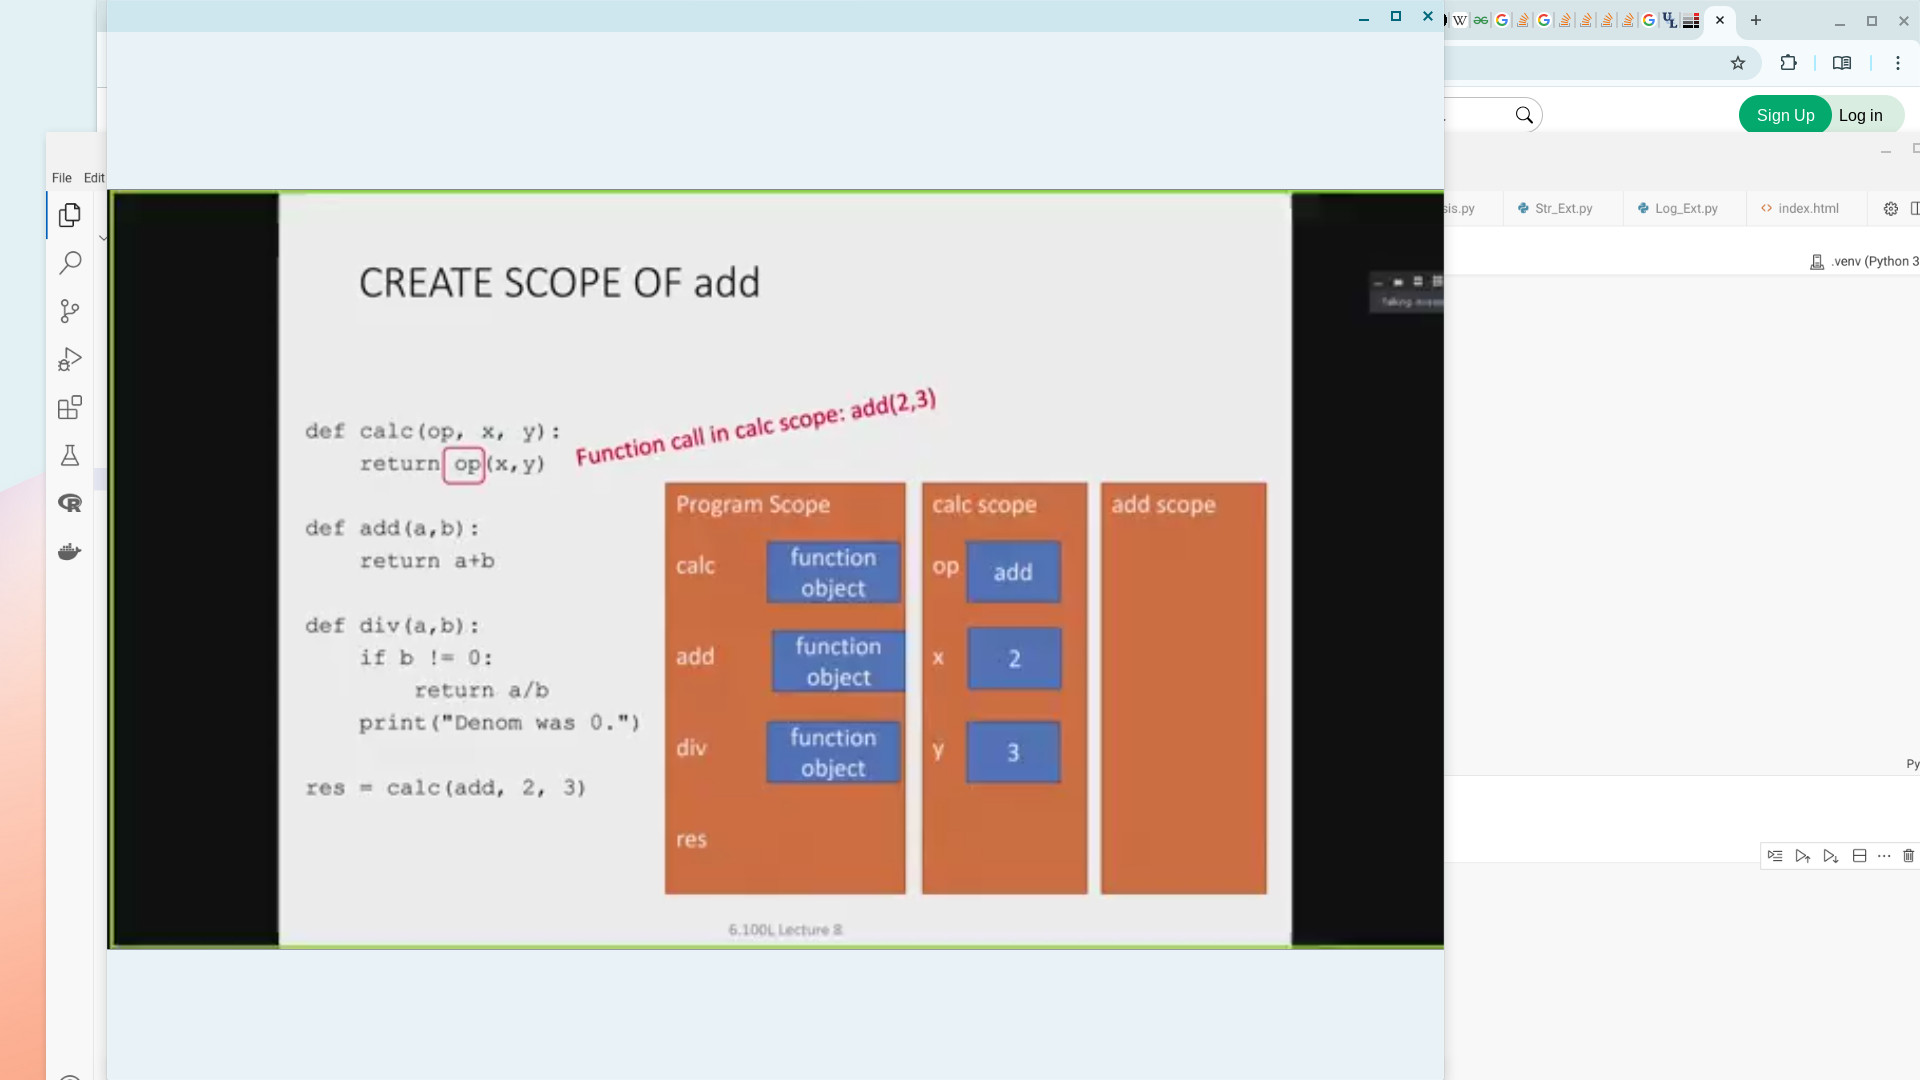 W
Sign Up
Log in
File Edit
sis.py
Str_Ext.py
Log_Ext.py
index.html
.venv (Python 3
CREATE SCOPE OF add
Function call in calc scope: add(2,3)
def calc(op, x, y):
    return op(x,y)
def add(a,b):
    return a+b
def div(a,b):
    if b != 0:
        return a/b
    print("Denom was 0.")
res = calc(add, 2, 3)
Program Scope
calc
function
object
add
function
object
div
function
object
res
calc scope
op
add
x
2
y
3
add scope
6.100L Lecture 8
Py